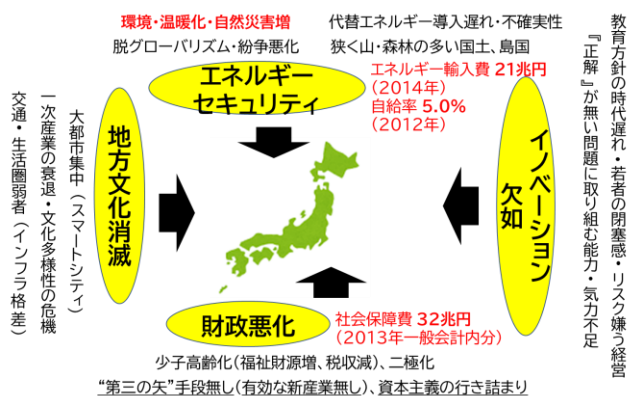 環境・温暖化・自然災害増
代替エネルギー導入遅れ・不確実性
脱グローバリズム・紛争悪化
狭く山・森林の多い国土、島国
エネルギー
セキュリティ
エネルギー輸入費 21兆円
(2014年)
自給率 5.0%
(2012年)
教育方針の時代遅れ・若者の閉塞感・リスク嫌う経営
『正解』が無い問題に取り組む能力・気力不足
イノベーション
欠如
地方文化消滅
大都市集中(スマートシティ)
一次産業の衰退・文化多様性の危機
交通・生活圏弱者(インフラ格差)
財政悪化
社会保障費 32兆円
(2013年一般会計内分)
少子高齢化(福祉財源増、税収減)、二極化
“第三の矢”手段無し(有効な新産業無し)、資本主義の行き詰まり